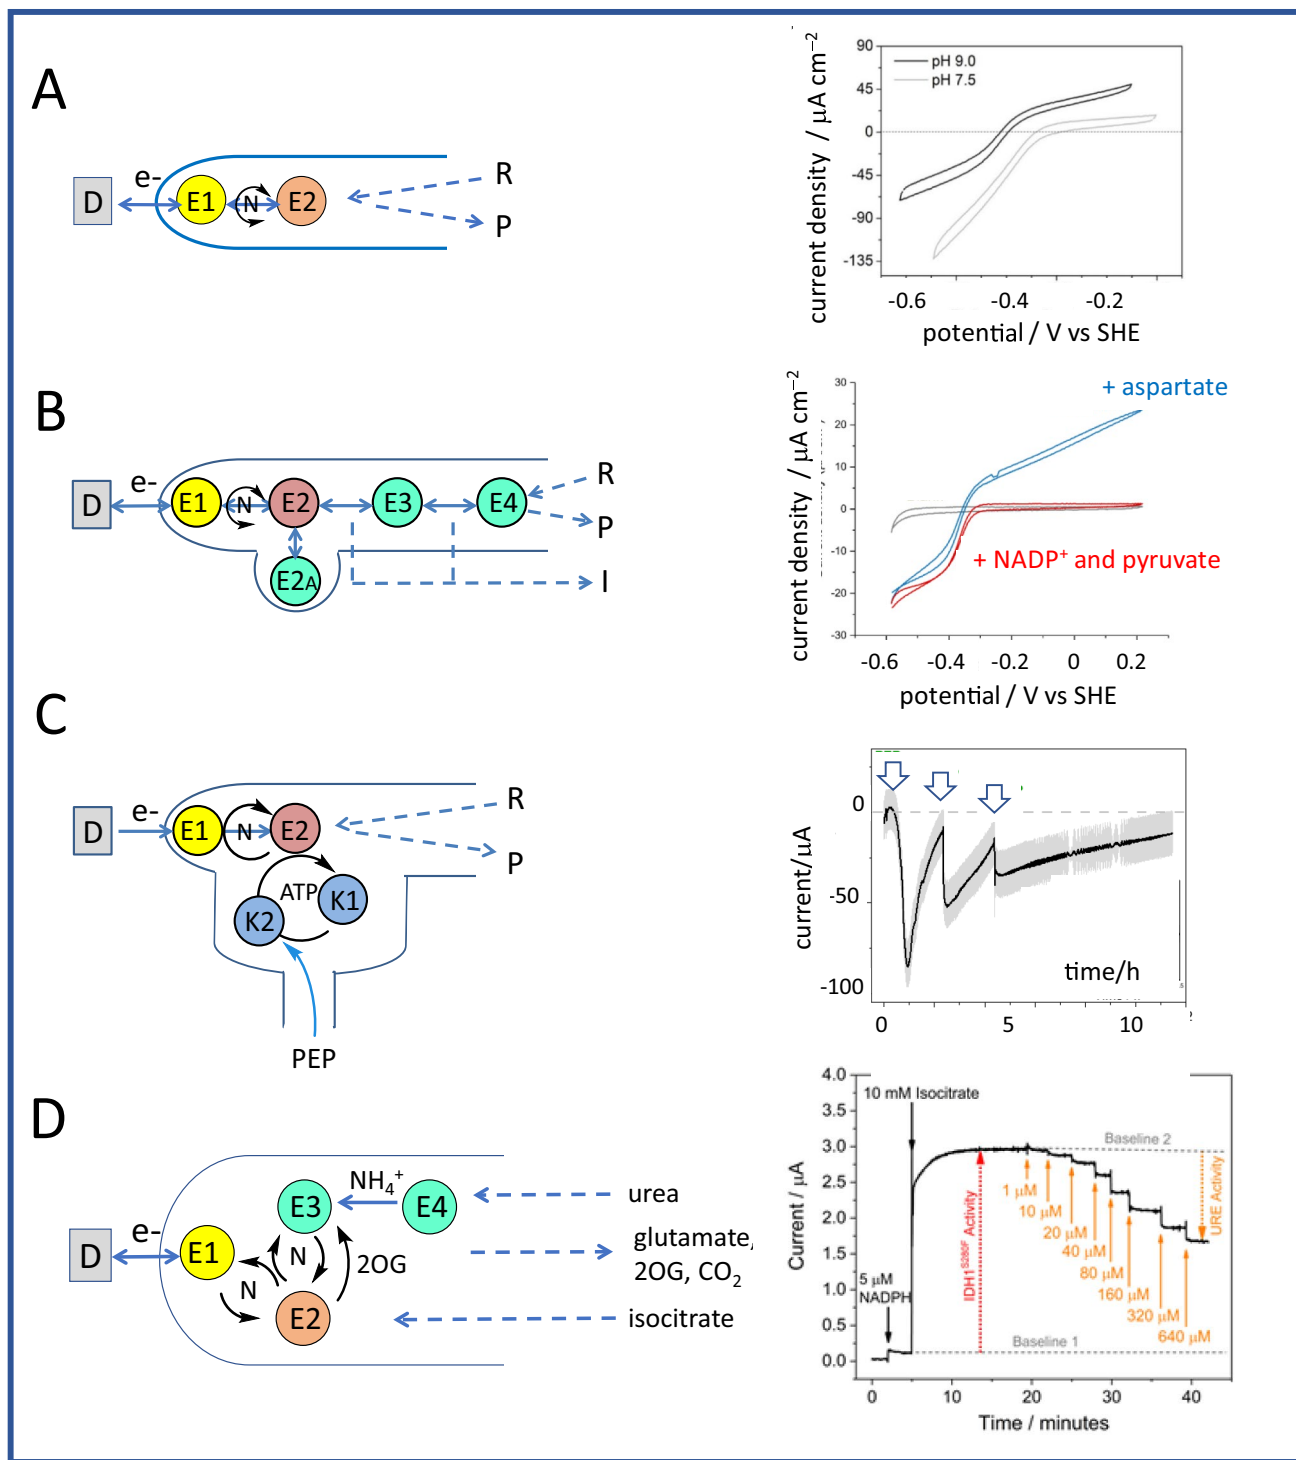 A
D
e-
E1
N
E2
R
P
current density / μA cm⁻²
90
45
0
-45
-90
-135
pH 9.0
pH 7.5
-0.6
-0.4
-0.2
potential / V vs SHE
B
D
e-
E1
N
E2
E3
E4
E2A
R
P
I
current density / μA cm⁻²
30
20
10
0
-10
-20
-30
+ aspartate
+ NADP⁺ and pyruvate
-0.6
-0.4
-0.2
0
0.2
potential / V vs SHE
C
D
e-
E1
N
E2
ATP
K1
K2
PEP
R
P
current/μA
0
-50
-100
time/h
0
5
10
D
D
e-
E1
N
E2
N
E3
NH₄⁺
E4
2OG
urea
glutamate,
2OG, CO₂
isocitrate
Current / μA
4.0
3.5
3.0
2.5
2.0
1.5
1.0
0.5
0.0
10 mM Isocitrate
Baseline 2
5 μM
NADPH
IDH1ˢ²⁸⁰ᶠ Activity
1 μM
10 μM
20 μM
40 μM
80 μM
160 μM
320 μM
640 μM
URE Activity
Baseline 1
0
10
20
30
40
Time / minutes